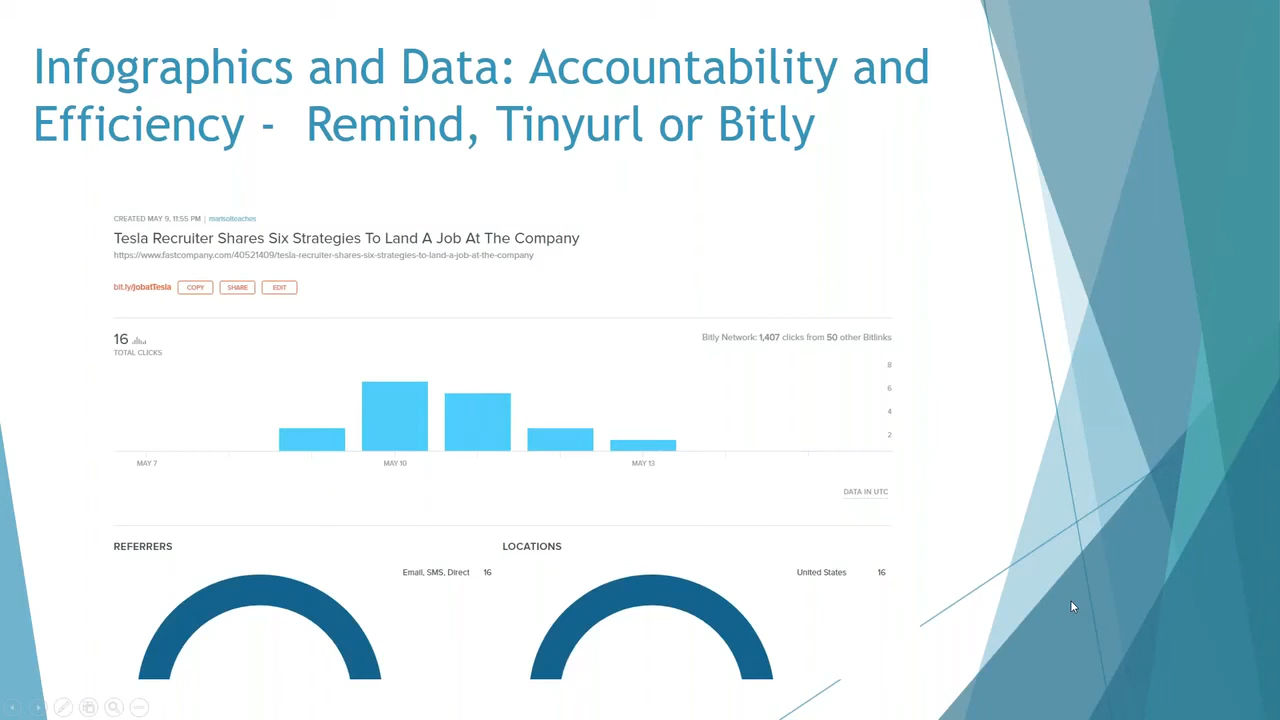 Infographics and Data: Accountability and
Efficiency -  Remind, Tinyurl or Bitly
CREATED MAY 9, 11:55 PM | marisolteaches
Tesla Recruiter Shares Six Strategies To Land A Job At The Company
https://www.fastcompany.com/40521409/tesla-recruiter-shares-six-strategies-to-land-a-job-at-the-company
bit.ly/jobatTesla COPY SHARE EDIT
16
TOTAL CLICKS
Bitly Network: 1,407 clicks from 50 other Bitlinks
8
6
4
2
MAY 7 MAY 10 MAY 13
DATA IN UTC
REFERRERS
Email, SMS, Direct 16
LOCATIONS
United States 16